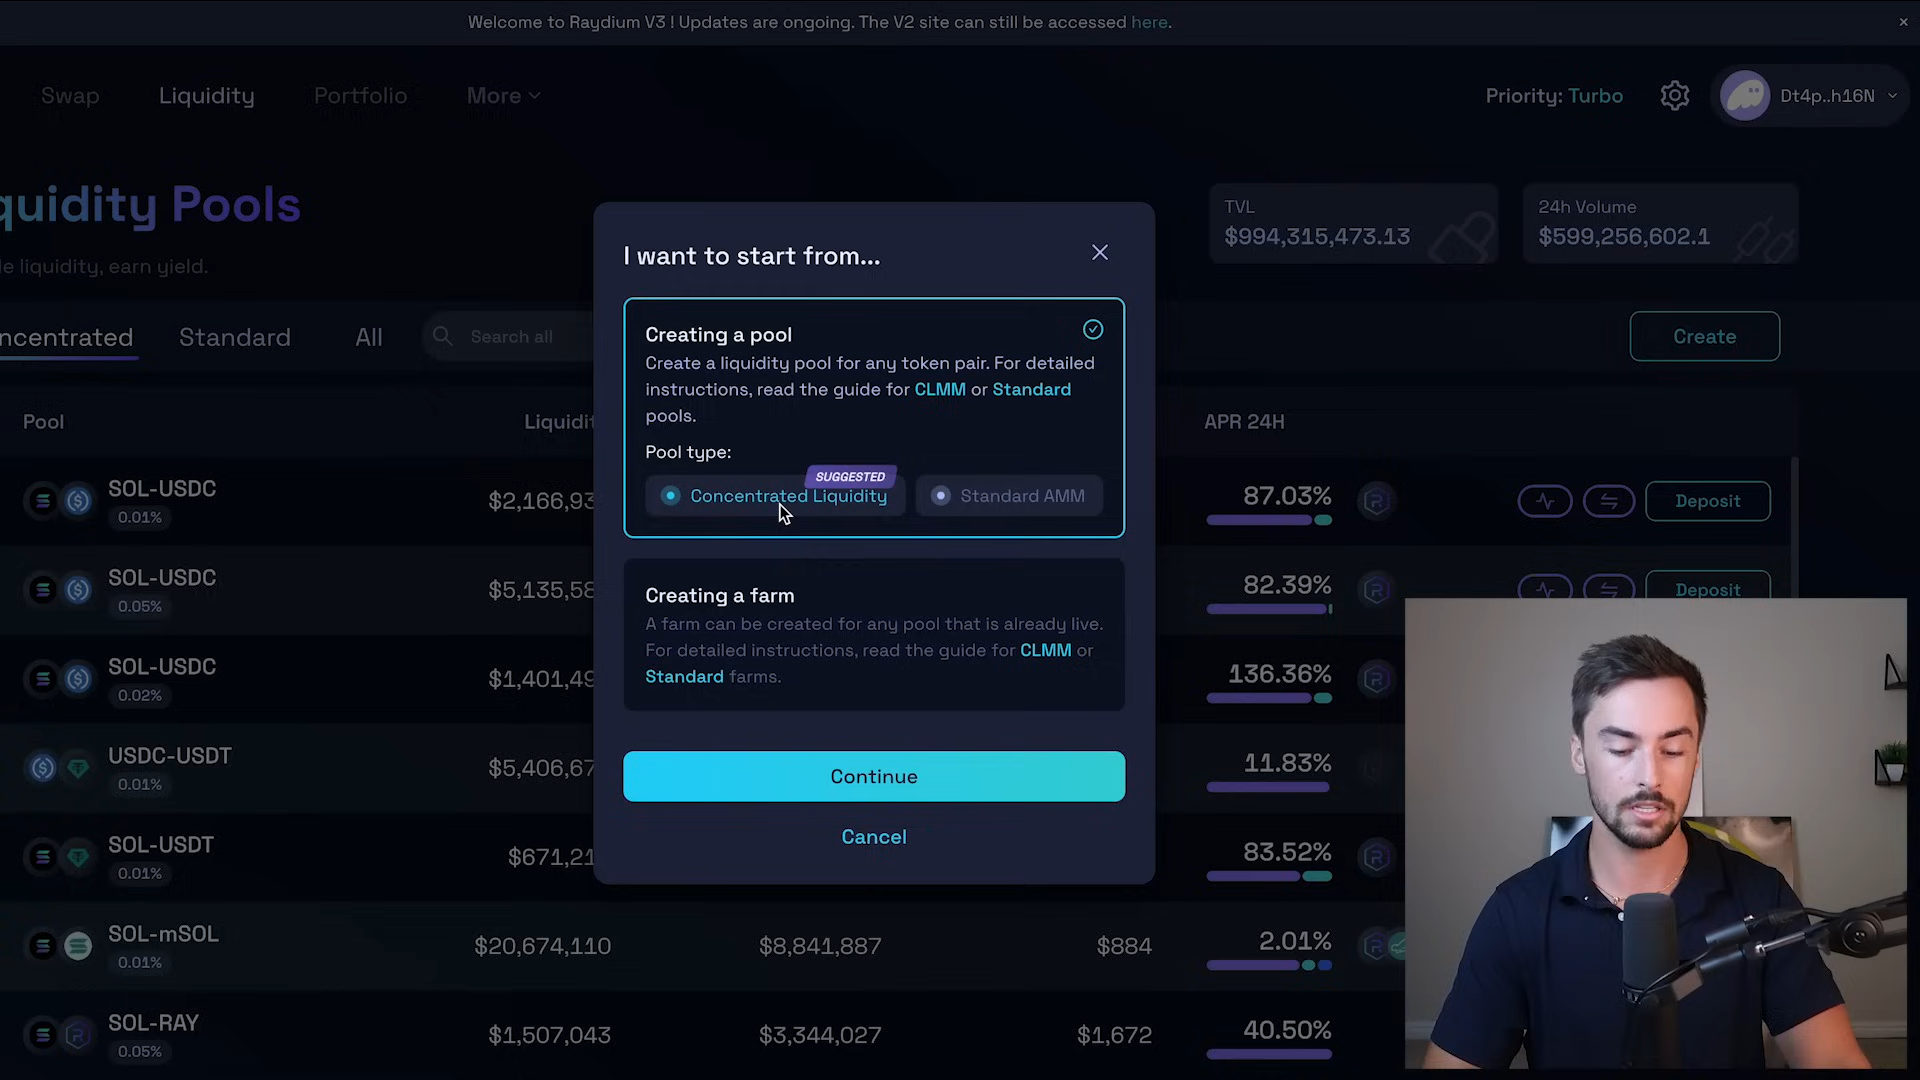 Welcome to Raydium V3 ! Updates are ongoing. The V2 site can still be accessed here.
Swap
Liquidity
Portfolio
More
Priority: Turbo
Dt4p..h16N
quidity Pools
le liquidity, earn yield.
TVL
$994,315,473.13
24h Volume
$599,256,602.1
ncentrated
Standard
All
Search all
Create
I want to start from...
Creating a pool
Create a liquidity pool for any token pair. For detailed
instructions, read the guide for CLMM or Standard
pools.
Pool type:
SUGGESTED
Concentrated Liquidity
Standard AMM
Creating a farm
A farm can be created for any pool that is already live.
For detailed instructions, read the guide for CLMM or
Standard farms.
Continue
Cancel
Pool
Liquidit
APR 24H
SOL-USDC
0.01%
$2,166,93
87.03%
Deposit
SOL-USDC
0.05%
$5,135,58
82.39%
Deposit
SOL-USDC
0.02%
$1,401,49
136.36%
USDC-USDT
0.01%
$5,406,67
11.83%
SOL-USDT
0.01%
$671,21
83.52%
SOL-mSOL
0.01%
$20,674,110
$8,841,887
$884
2.01%
SOL-RAY
0.05%
$1,507,043
$3,344,027
$1,672
40.50%